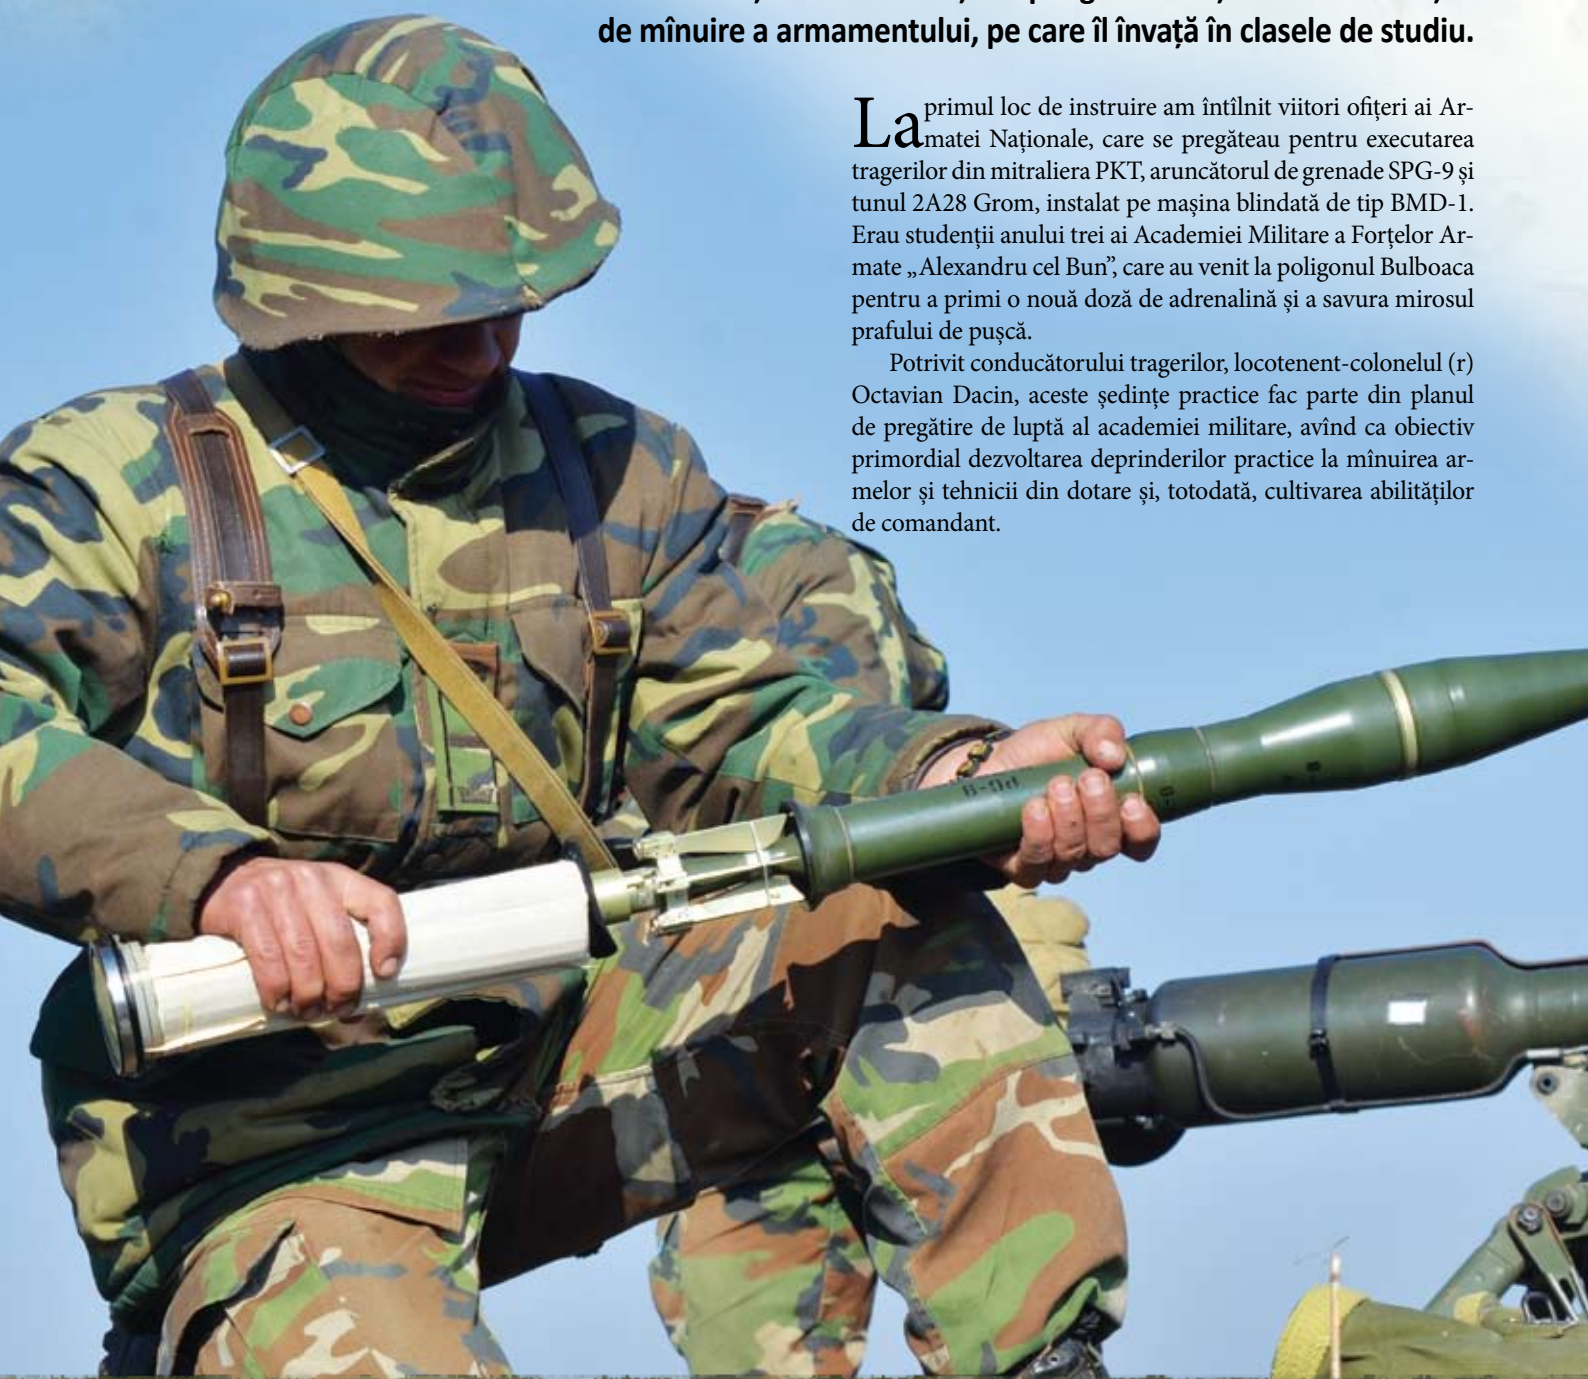 de mînuire a armamentului, pe care îl învață în clasele de studiu.
La primul loc de instruire am întîlnit viitori ofițeri ai Ar-
matei Naționale, care se pregăteau pentru executarea
tragerilor din mitraliera PKT, aruncătorul de grenade SPG-9 și
tunul 2A28 Grom, instalat pe mașina blindată de tip BMD-1.
Erau studenții anului trei ai Academiei Militare a Forțelor Ar-
mate „Alexandru cel Bun”, care au venit la poligonul Bulboaca
pentru a primi o nouă doză de adrenalină și a savura mirosul
prafului de pușcă.
Potrivit conducătorului tragerilor, locotenent-colonelul (r)
Octavian Dacin, aceste ședințe practice fac parte din planul
de pregătire de luptă al academiei militare, avînd ca obiectiv
primordial dezvoltarea deprinderilor practice la mînuirea ar-
melor și tehnicii din dotare și, totodată, cultivarea abilităților
de comandant.